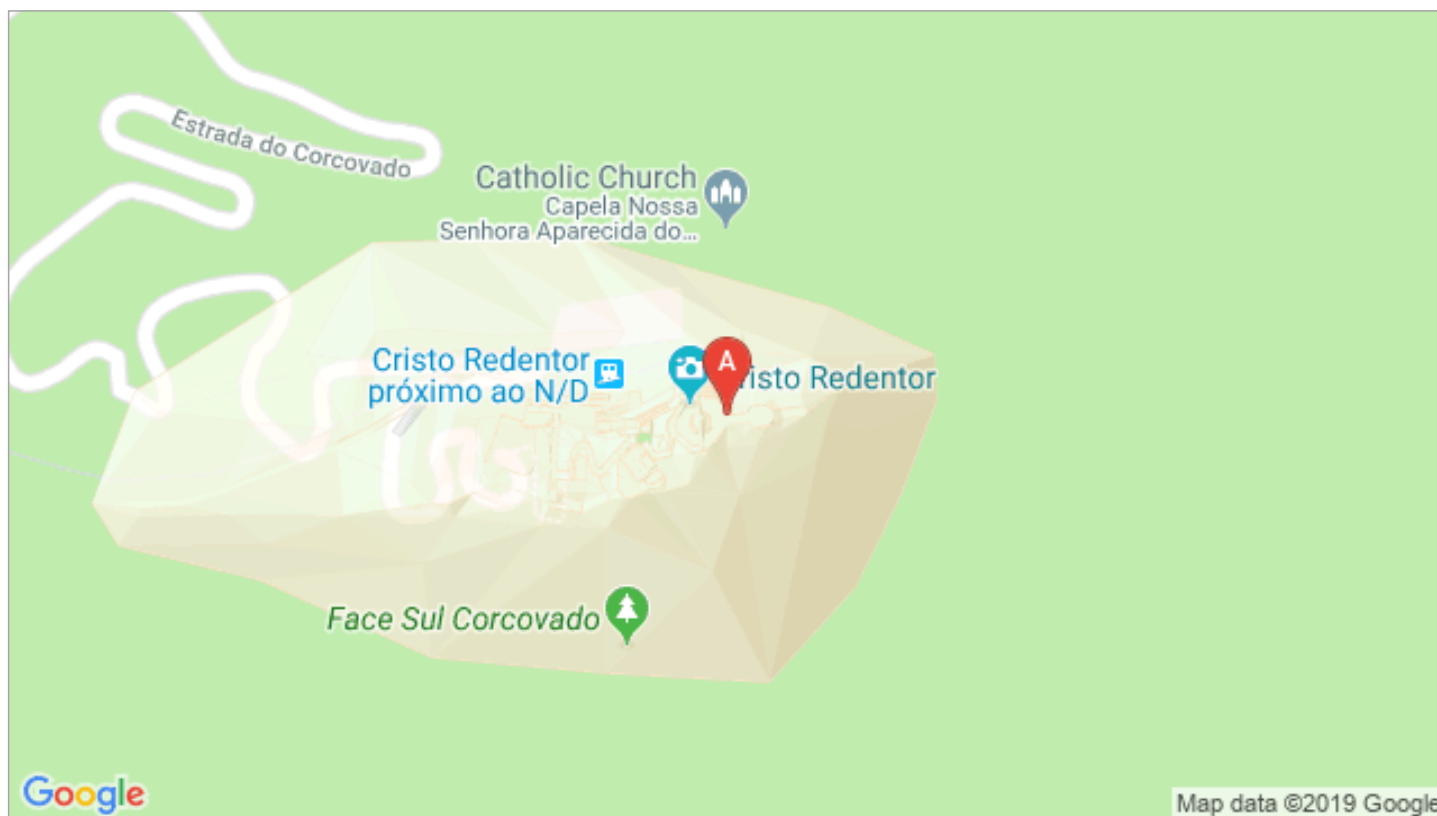 Estrada do Corcovado
Catholic Church
Capela Nossa
Senhora Aparecida do...
Cristo Redentor
próximo ao N/D
A
risto Redentor
Face Sul Corcovado
Google
Map data ©2019 Google